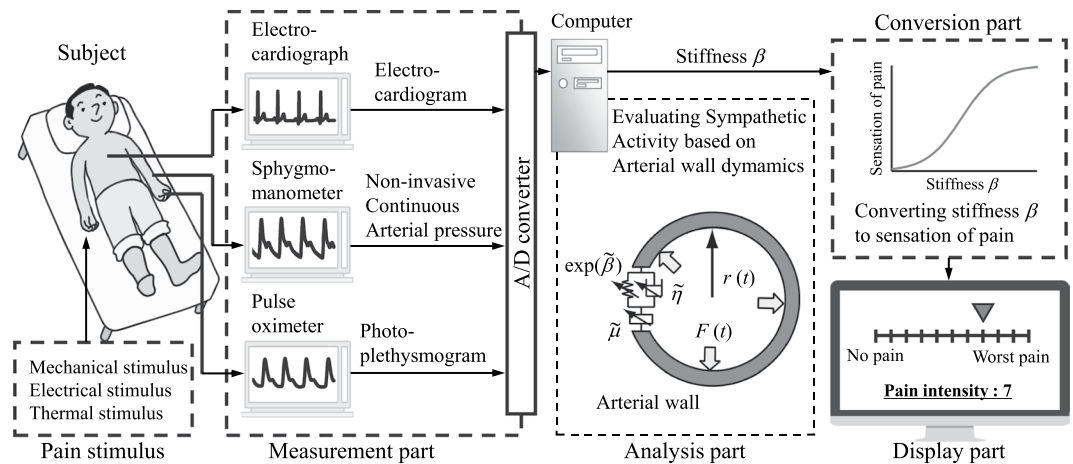 Subject
Mechanical stimulus
Electrical stimulus
Thermal stimulus
Pain stimulus
Electro-
cardiograph
Electro-
cardiogram
Sphygmo-
manometer
Non-invasive
Continuous
Arterial pressure
Pulse
oximeter
Photo-
plethysmogram
Measurement part
A/D converter
Computer
Stiffness β
Evaluating Sympathetic
Activity based on
Arterial wall dynamics
exp(β̃)
η̃
μ̃
r (t)
F (t)
Arterial wall
Analysis part
Conversion part
Sensation of pain
Stiffness β
Converting stiffness β
to sensation of pain
No pain
Worst pain
Pain intensity : 7
Display part